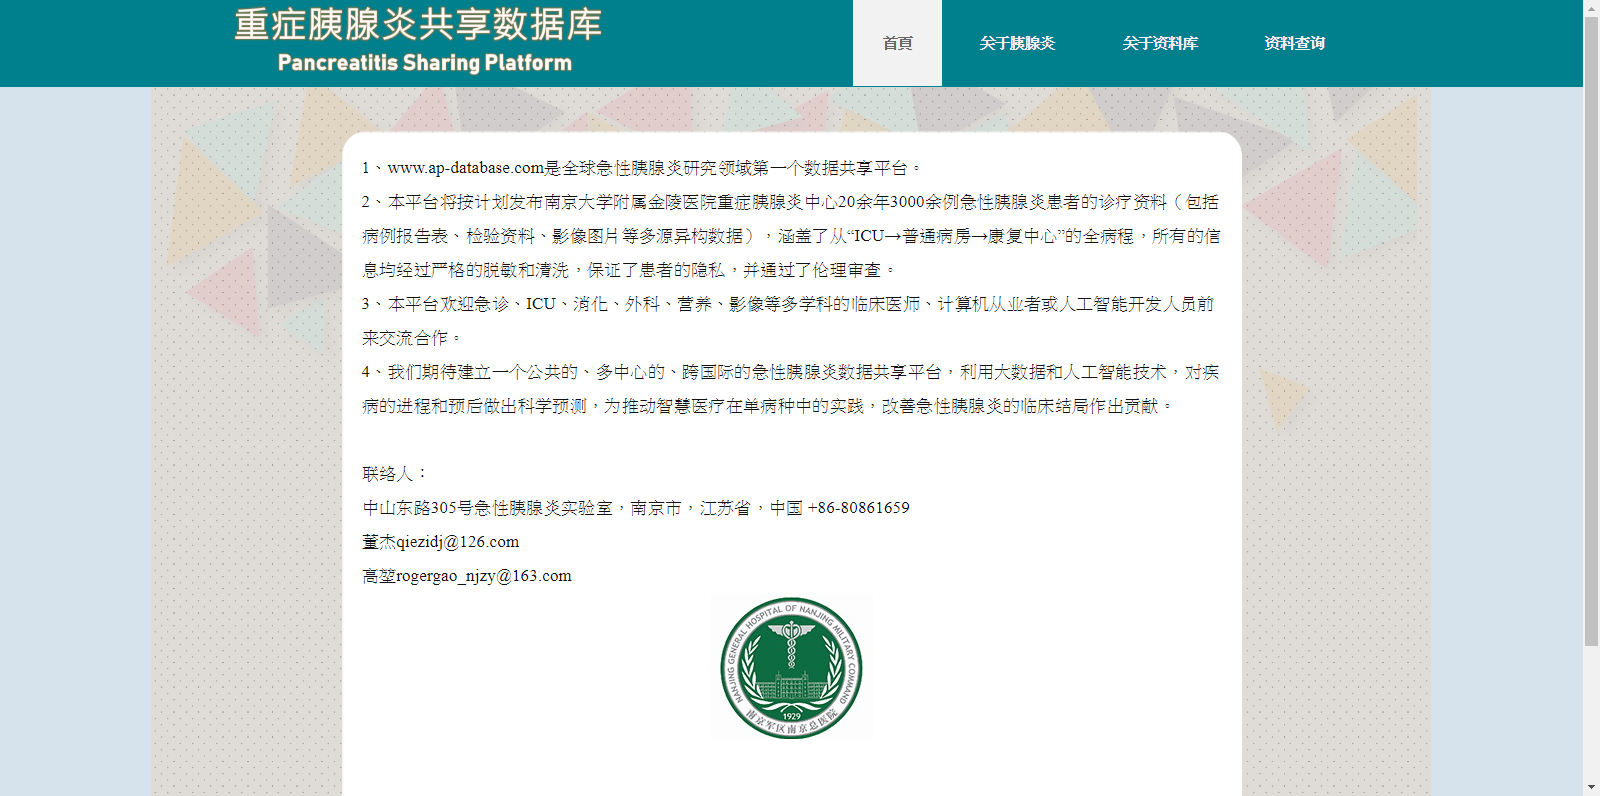 重症胰腺炎共享数据库
Pancreatitis Sharing Platform
首頁
关于胰腺炎
关于资料库
资料查询
1、www.ap-database.com是全球急性胰腺炎研究领域第一个数据共享平台。
2、本平台将按计划发布南京大学附属金陵医院重症胰腺炎中心20余年3000余例急性胰腺炎患者的诊疗资料（包括
病例报告表、检验资料、影像图片等多源异构数据），涵盖了从“ICU→普通病房→康复中心”的全病程，所有的信
息均经过严格的脱敏和清洗，保证了患者的隐私，并通过了伦理审查。
3、本平台欢迎急诊、ICU、消化、外科、营养、影像等多学科的临床医师、计算机从业者或人工智能开发人员前
来交流合作。
4、我们期待建立一个公共的、多中心的、跨国际的急性胰腺炎数据共享平台，利用大数据和人工智能技术，对疾
病的进程和预后做出科学预测，为推动智慧医疗在单病种中的实践，改善急性胰腺炎的临床结局作出贡献。
联络人：
中山东路305号急性胰腺炎实验室，南京市，江苏省，中国 +86-80861659
董杰qiezidj@126.com
高堃rogergao_njzy@163.com
NANJING GENERAL HOSPITAL OF NANJING MILITARY COMMAND
1929
南京军区南京总医院